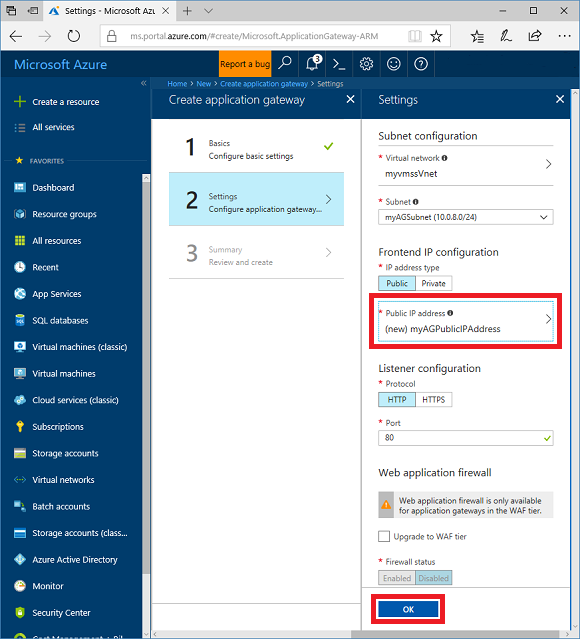 Settings - Microsoft Azu
ms.portal.azure.com/#create/Microsoft.ApplicationGateway-ARM
Microsoft Azure
Report a bug
3
Home > New > Create application gateway > Settings
Create a resource
All services
FAVORITES
Dashboard
Resource groups
All resources
Recent
App Services
SQL databases
Virtual machines (classic)
Virtual machines
Cloud services (classic)
Subscriptions
Storage accounts
Virtual networks
Batch accounts
Storage accounts (class...
Azure Active Directory
Monitor
Security Center
Create application gateway
1
Basics
Configure basic settings
2
Settings
Configure application gateway...
3
Summary
Review and create
Settings
Subnet configuration
* Virtual network
myvmssVnet
* Subnet
myAGSubnet (10.0.8.0/24)
Frontend IP configuration
* IP address type
Public Private
* Public IP address
(new) myAGPublicIPAddress
Listener configuration
* Protocol
HTTP HTTPS
* Port
80
Web application firewall
Web application firewall is only available
for application gateways in the WAF tier.
Upgrade to WAF tier
* Firewall status
Enabled Disabled
OK